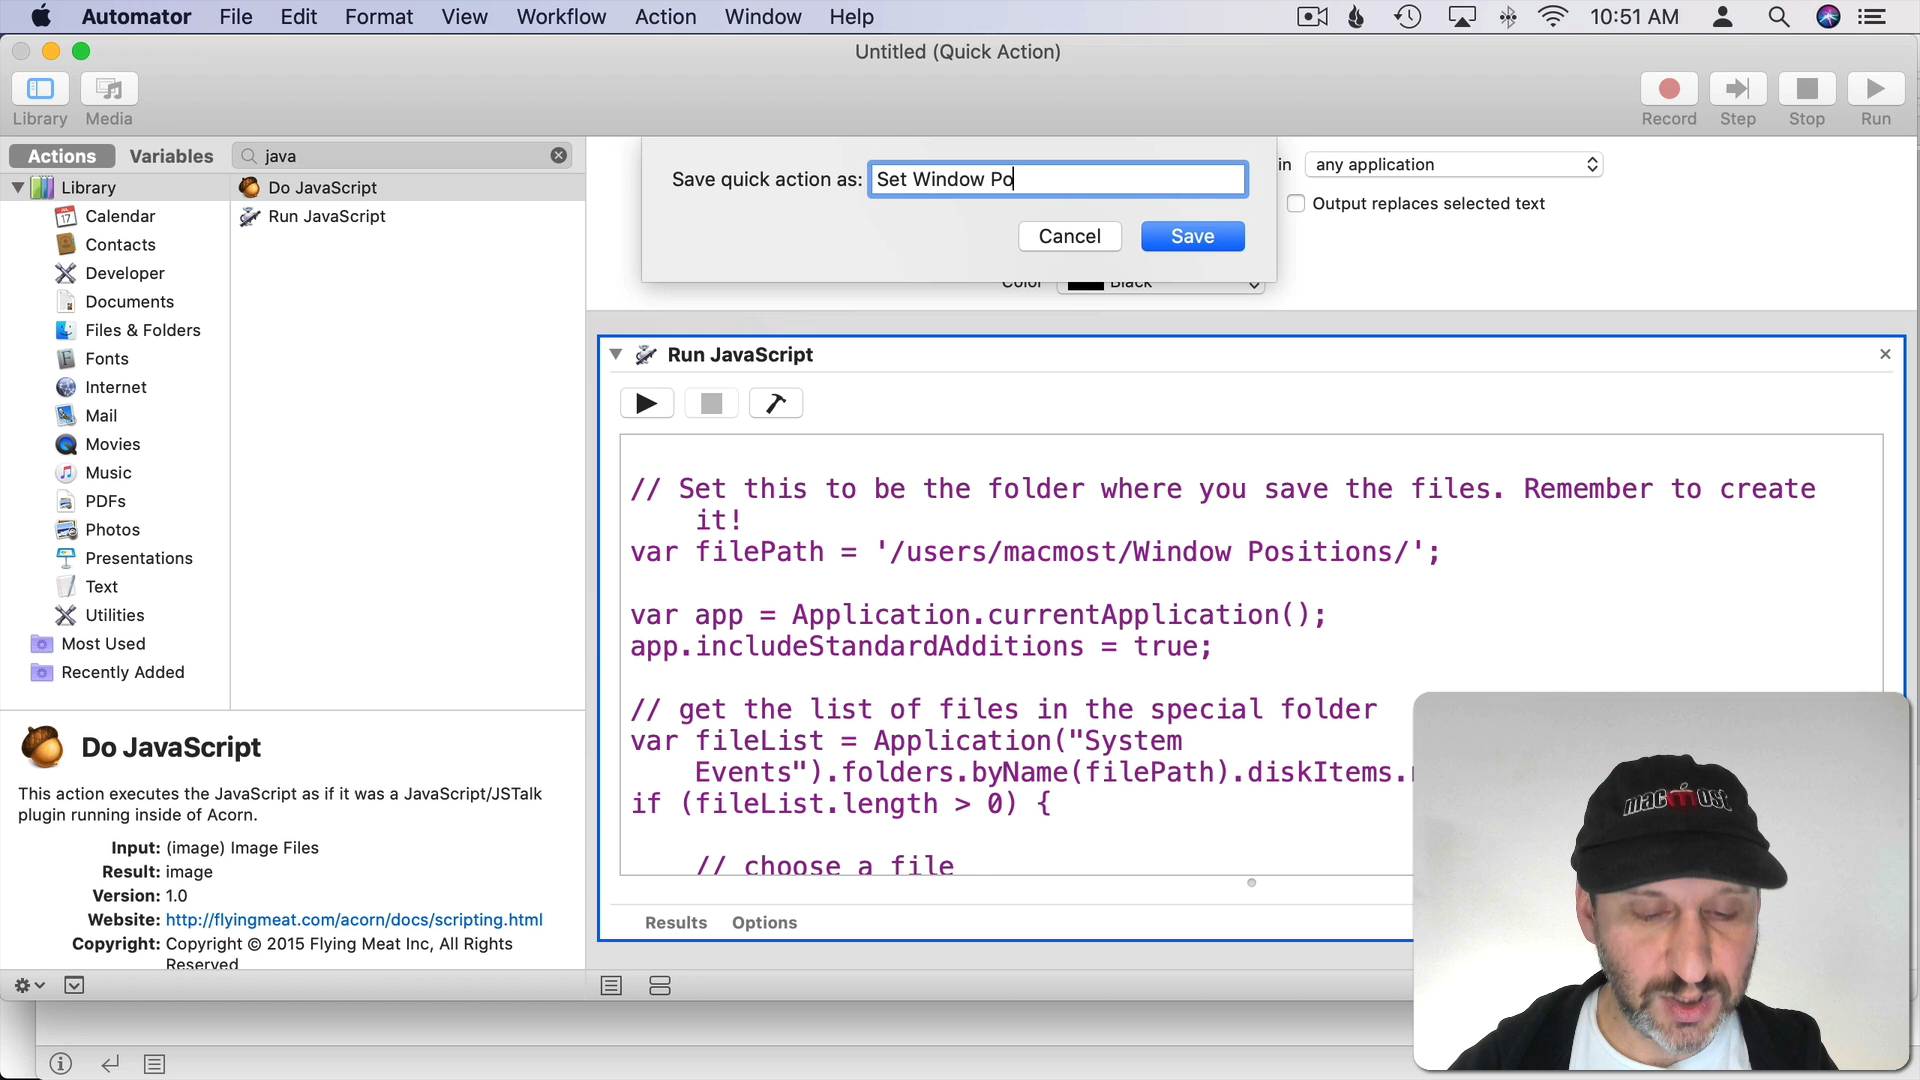 Automator File Edit Format View Workflow Action Window Help 10:51 AM
Untitled (Quick Action)
Library Media
Record Step Stop Run
Actions Variables java
Library
Calendar
Contacts
Developer
Documents
Files & Folders
Fonts
Internet
Mail
Movies
Music
PDFs
Photos
Presentations
Text
Utilities
Most Used
Recently Added
Do JavaScript
Run JavaScript
Save quick action as: Set Window Po
Cancel Save
in any application
Output replaces selected text
Color Black
Run JavaScript
// Set this to be the folder where you save the files. Remember to create
it!
var filePath = '/users/macmost/Window Positions/';
var app = Application.currentApplication();
app.includeStandardAdditions = true;
// get the list of files in the special folder
var fileList = Application("System
Events").folders.byName(filePath).diskItems.
if (fileList.length > 0) {
// choose a file
Results Options
Do JavaScript
This action executes the JavaScript as if it was a JavaScript/JSTalk
plugin running inside of Acorn.
Input: (image) Image Files
Result: image
Version: 1.0
Website: http://flyingmeat.com/acorn/docs/scripting.html
Copyright: Copyright © 2015 Flying Meat Inc, All Rights
Reserved
macmost